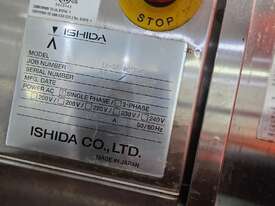 STOP
ISHIDA
MODEL
JOB NUMBER
SERIAL NUMBER
MFG. DATE
POWER AC □ SINGLE PHASE / □ 3-PHASE
200V / □ 208V / □ 220V / □ 230V / □ 240V
A 50/60Hz
ISHIDA CO., LTD.
MADE IN JAPAN